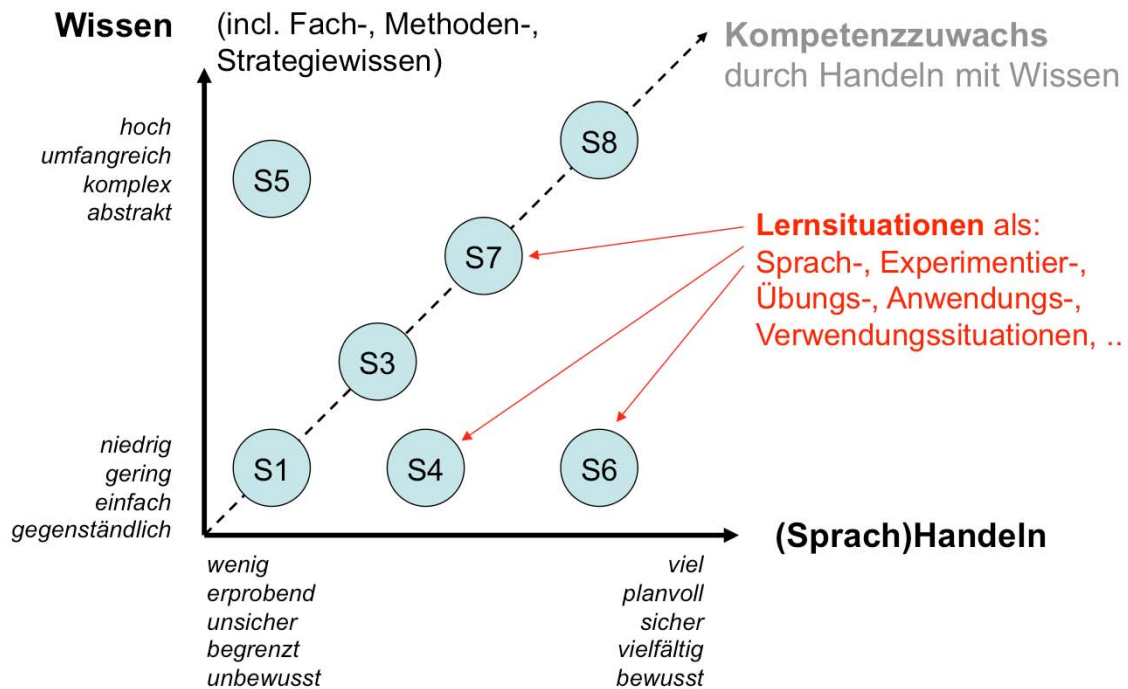 Wissen
(incl. Fach-, Methoden-,
Strategiewissen)
Kompetenzzuwachs
durch Handeln mit Wissen
hoch
umfangreich
komplex
abstrakt
S5
S8
S7
S3
Lernsituationen als:
Sprach-, Experimentier-,
Übungs-, Anwendungs-,
Verwendungssituationen, ..
niedrig
gering
einfach
gegenständlich
S1
S4
S6
(Sprach)Handeln
wenig
erprobend
unsicher
begrenzt
unbewusst
viel
planvoll
sicher
vielfältig
bewusst